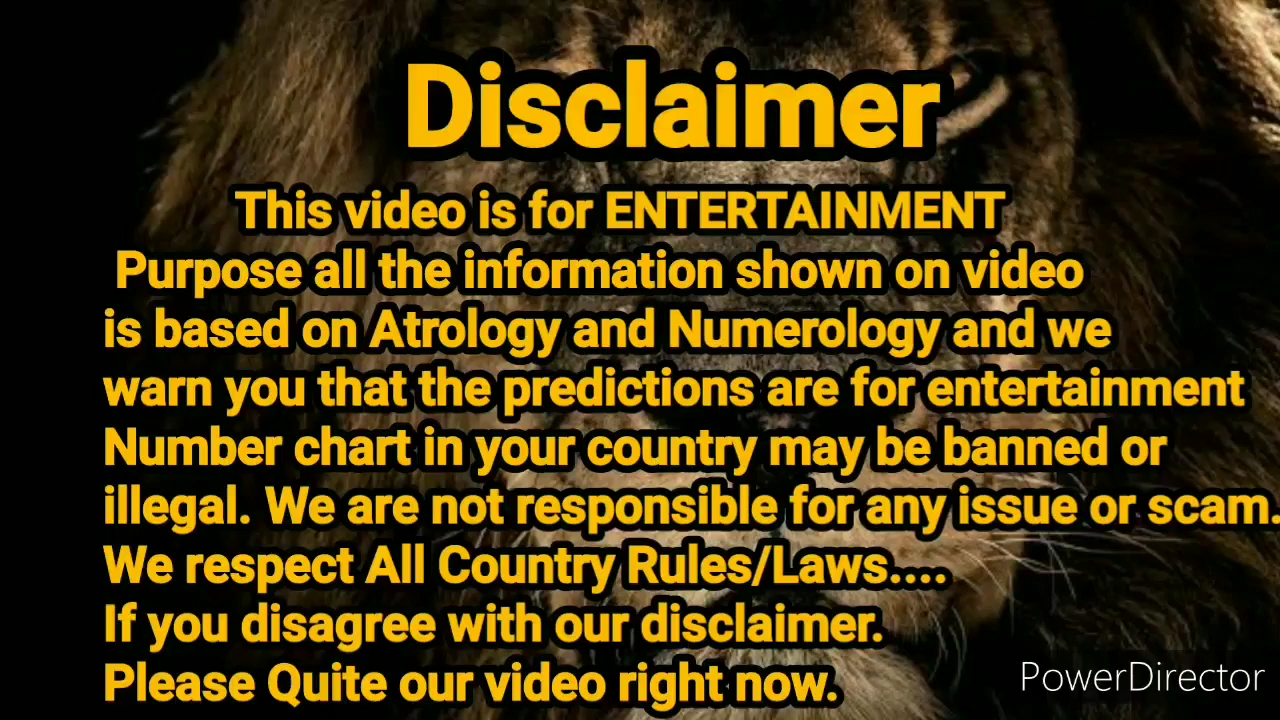 Disclaimer
This video is for ENTERTAINMENT
Purpose all the information shown on video
is based on Atrology and Numerology and we
warn you that the predictions are for entertainment
Number chart in your country may be banned or
illegal. We are not responsible for any issue or scam.
We respect All Country Rules/Laws....
If you disagree with our disclaimer.
Please Quite our video right now.
PowerDirector